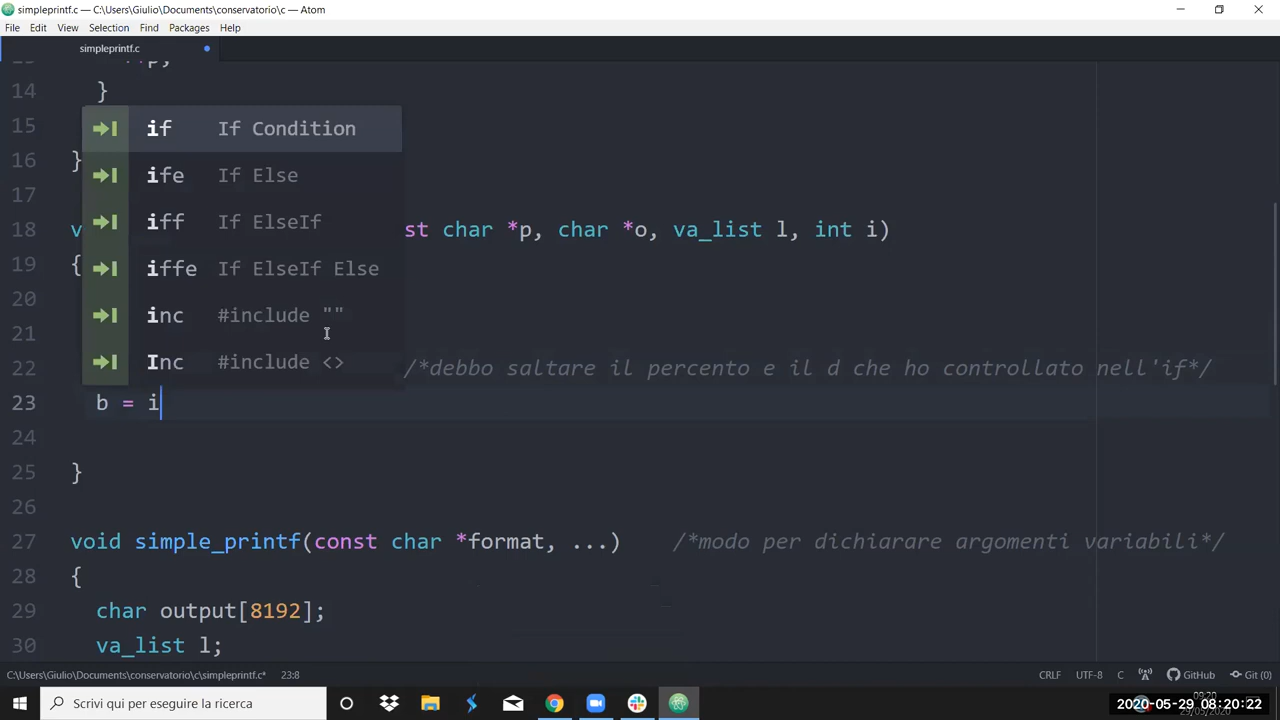 simpleprintf.c — C:\Users\Giulio\Documents\conservatorio\c — Atom
File Edit View Selection Find Packages Help
simpleprintf.c
14 }
15
if If Condition
16 }
ife If Else
17
iff If ElseIf
18 v st char *p, char *o, va_list l, int i)
19 {
iffe If ElseIf Else
20
inc #include ""
21
Inc #include <>
22 /*debbo saltare il percento e il d che ho controllato nell'if*/
23 b = i
24
25 }
26
27 void simple_printf(const char *format, ...) /*modo per dichiarare argomenti variabili*/
28 {
29 char output[8192];
30 va_list l;
C:\Users\Giulio\Documents\conservatorio\c\simpleprintf.c* 23:8 CRLF UTF-8 C GitHub Git (0)
Scrivi qui per eseguire la ricerca
09:20
2020-05-29 08:20:22
29/05/2020